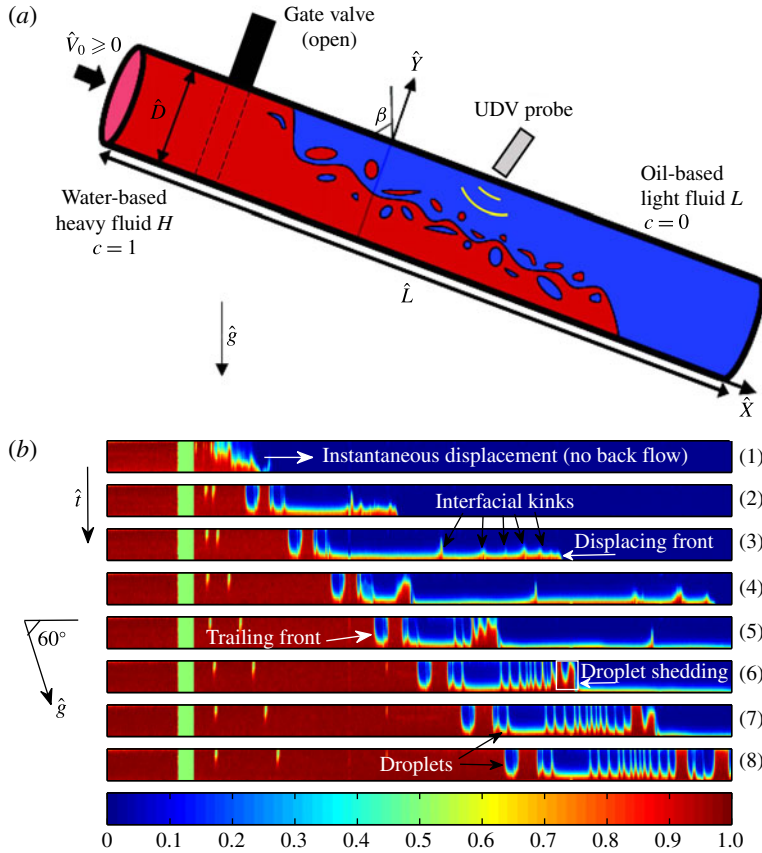 (a)
Gate valve
(open)
V̂₀ ⩾ 0
Ŷ
D̂
β
UDV probe
Water-based
heavy fluid H
c = 1
Oil-based
light fluid L
c = 0
L̂
ĝ
X̂
(b)
Instantaneous displacement (no back flow)
(1)
t̂
Interfacial kinks
(2)
Displacing front
(3)
(4)
60°
Trailing front
(5)
ĝ
Droplet shedding
(6)
(7)
Droplets
(8)
0 0.1 0.2 0.3 0.4 0.5 0.6 0.7 0.8 0.9 1.0